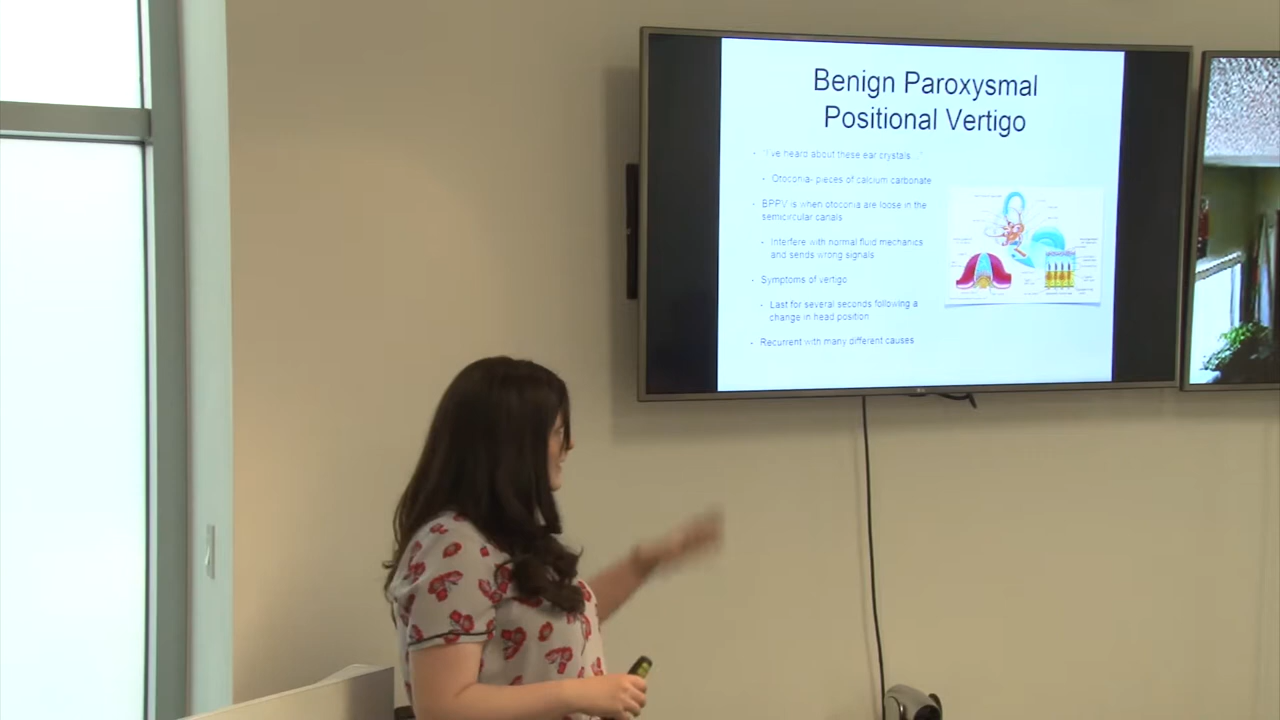 Benign Paroxysmal
Positional Vertigo
"I've heard about these ear crystals..."
Otoconia- pieces of calcium carbonate
BPPV is when otoconia are loose in the
semicircular canals
Interfere with normal fluid mechanics
and sends wrong signals
Symptoms of vertigo
Last for several seconds following a
change in head position
Recurrent with many different causes
LG